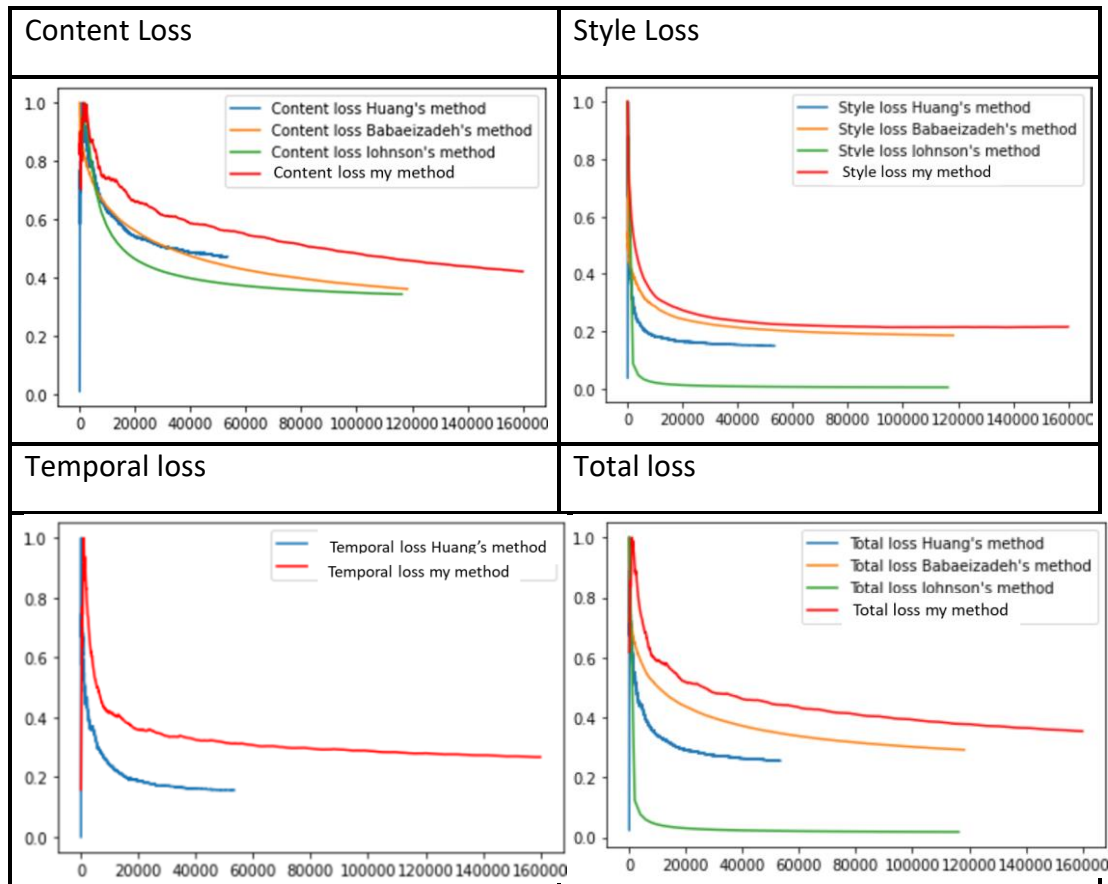 Content Loss
Style Loss
1.0
0.8
0.6
0.4
0.2
0.0
Content loss Huang's method
Content loss Babaeizadeh's method
Content loss Iohnson's method
Content loss my method
0 20000 40000 60000 80000 100000 120000 140000 160000
1.0
0.8
0.6
0.4
0.2
0.0
Style loss Huang's method
Style loss Babaeizadeh's method
Style loss Iohnson's method
Style loss my method
0 20000 40000 60000 80000 100000 120000 140000 160000
Temporal loss
Total loss
1.0
0.8
0.6
0.4
0.2
0.0
Temporal loss Huang’s method
Temporal loss my method
0 20000 40000 60000 80000 100000 120000 140000 160000
1.0
0.8
0.6
0.4
0.2
0.0
Total loss Huang's method
Total loss Babaeizadeh's method
Total loss Iohnson's method
Total loss my method
0 20000 40000 60000 80000 100000 120000 140000 160000